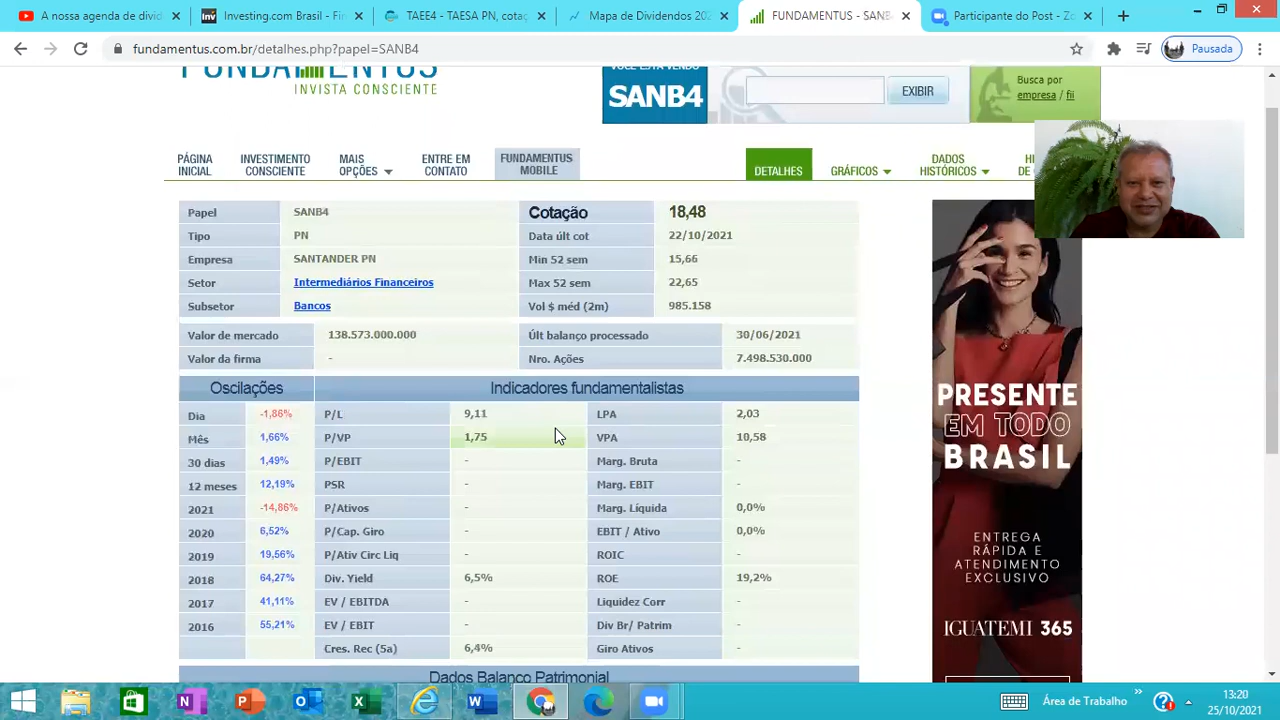 A nossa agenda de divid
Investing.com Brasil - Fin
TAEE4 - TAESA PN, cotaç
Mapa de Dividendos 202
FUNDAMENTUS - SANB
Participante do Post - Zo
fundamentus.com.br/detalhes.php?papel=SANB4
Pausada
FUNDAMENTUS
INVISTA CONSCIENTE
VOCÊ ESTÁ VENDO
SANB4
EXIBIR
Busca por
empresa / fii
PÁGINA INICIAL
INVESTIMENTO CONSCIENTE
MAIS OPÇÕES
ENTRE EM CONTATO
FUNDAMENTUS MOBILE
DETALHES
GRÁFICOS
DADOS HISTÓRICOS
Papel SANB4 Cotação 18,48
Tipo PN Data últ cot 22/10/2021
Empresa SANTANDER PN Min 52 sem 15,66
Setor Intermediários Financeiros Max 52 sem 22,65
Subsetor Bancos Vol $ méd (2m) 985.158
Valor de mercado 138.573.000.000 Últ balanço processado 30/06/2021
Valor da firma - Nro. Ações 7.498.530.000
Oscilações Indicadores fundamentalistas
Dia -1,86% P/L 9,11 LPA 2,03
Mês 1,66% P/VP 1,75 VPA 10,58
30 dias 1,49% P/EBIT - Marg. Bruta -
12 meses 12,19% PSR - Marg. EBIT -
2021 -14,86% P/Ativos - Marg. Líquida 0,0%
2020 6,52% P/Cap. Giro - EBIT / Ativo 0,0%
2019 19,56% P/Ativ Circ Liq - ROIC -
2018 64,27% Div. Yield 6,5% ROE 19,2%
2017 41,11% EV / EBITDA - Liquidez Corr -
2016 55,21% EV / EBIT - Div Br/ Patrim -
Cres. Rec (5a) 6,4% Giro Ativos -
Dados Balanço Patrimonial
PRESENTE
EM TODO
BRASIL
ENTREGA
RÁPIDA E
ATENDIMENTO
EXCLUSIVO
IGUATEMI 365
Área de Trabalho
13:20
25/10/2021